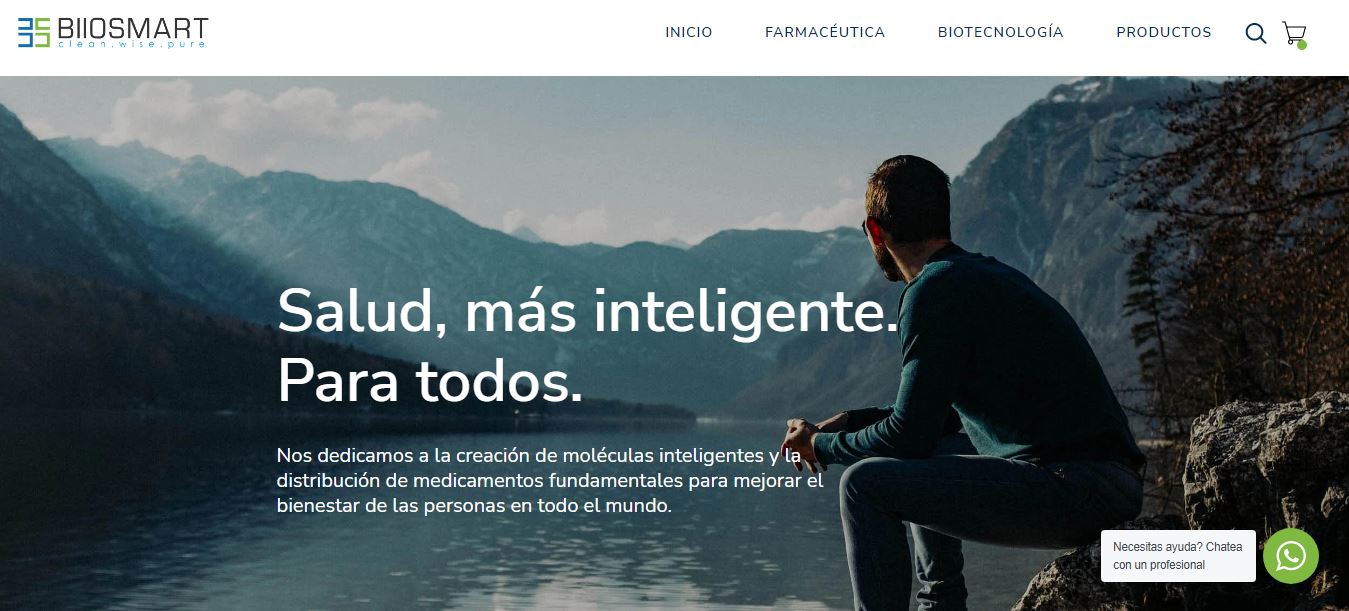 BIIOSMART
clean.wise.pure.
INICIO
FARMACÉUTICA
BIOTECNOLOGÍA
PRODUCTOS
Salud, más inteligente.
Para todos.
Nos dedicamos a la creación de moléculas inteligentes y la
distribución de medicamentos fundamentales para mejorar el
bienestar de las personas en todo el mundo.
Necesitas ayuda? Chatea
con un profesional